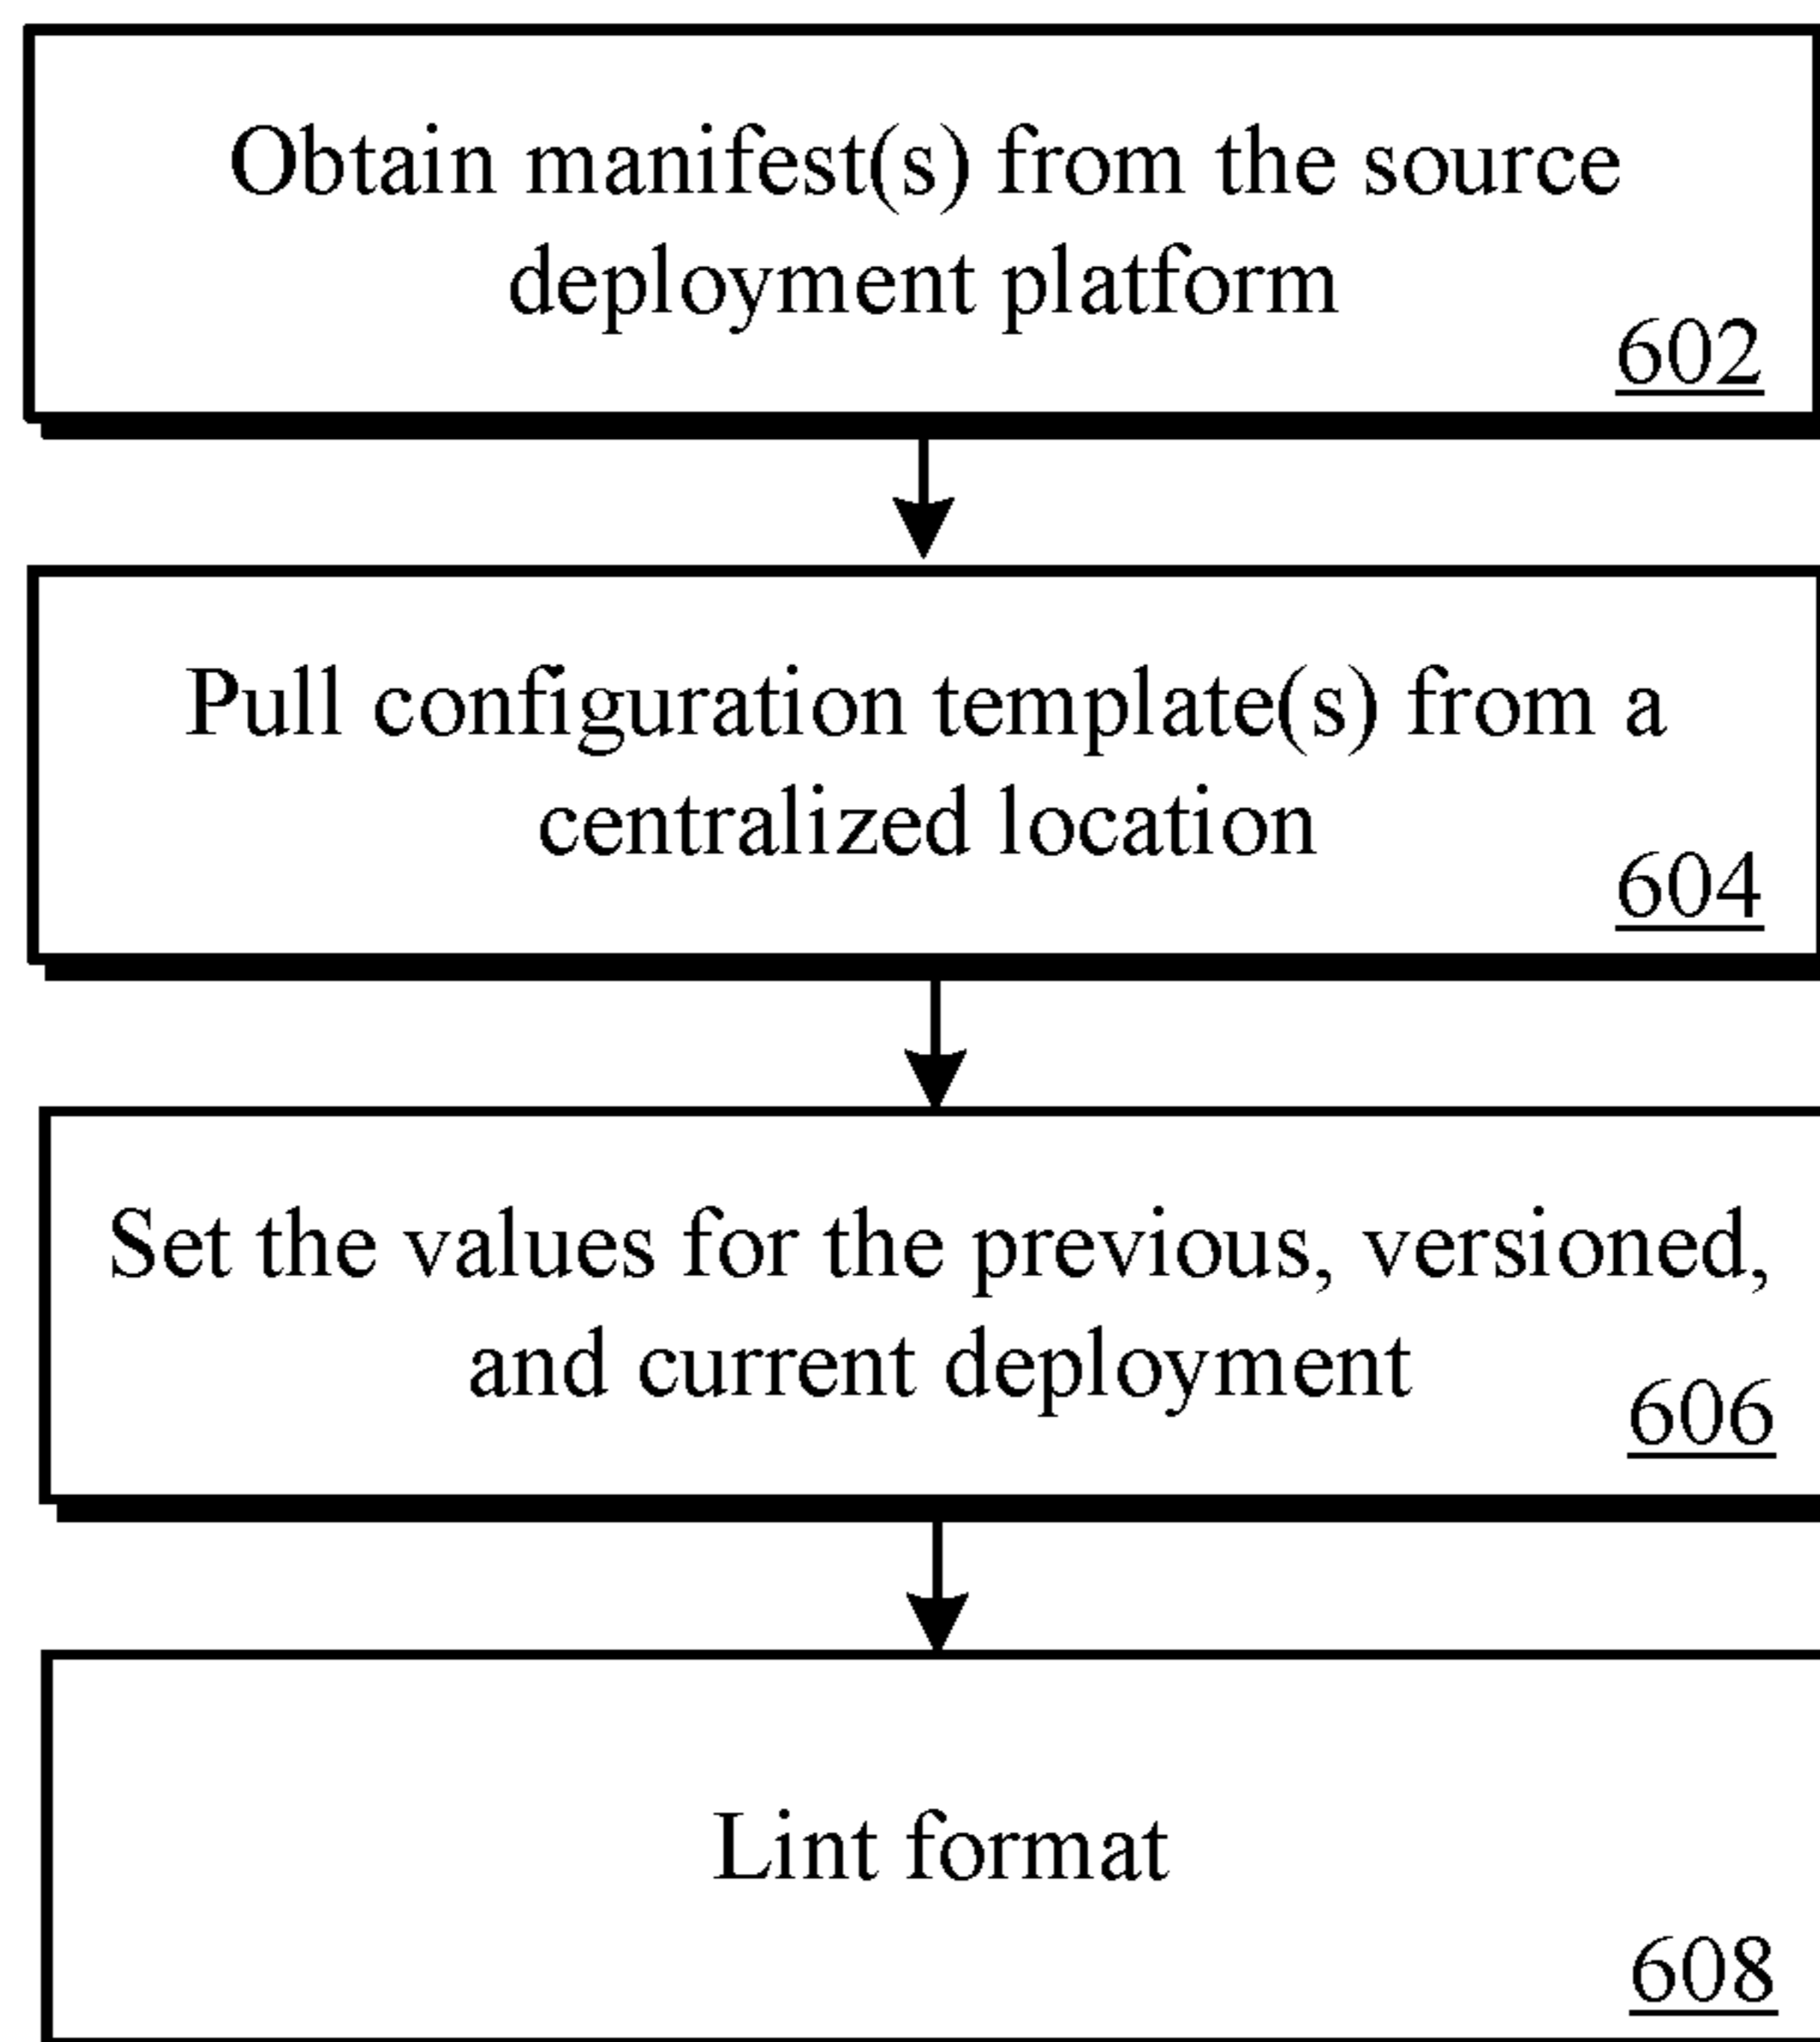 Obtain manifest(s) from the source
deployment platform
602
Pull configuration template(s) from a
centralized location
604
Set the values for the previous, versioned,
and current deployment
606
Lint format
608